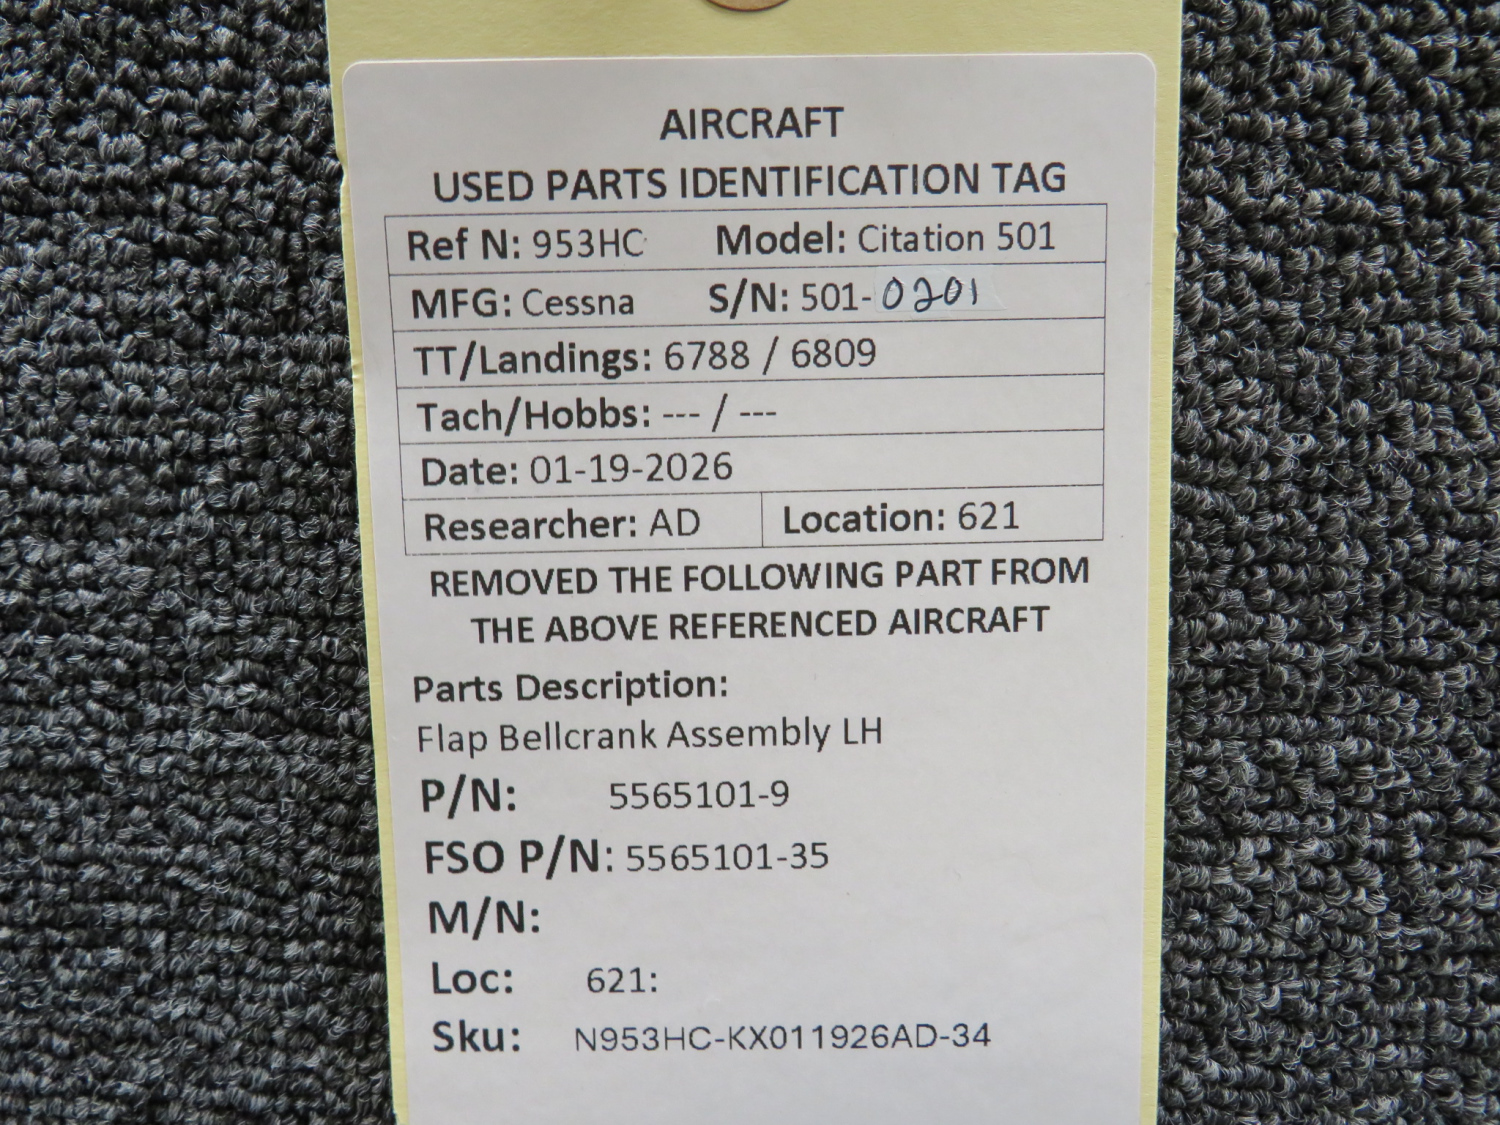 AIRCRAFT
USED PARTS IDENTIFICATION TAG
Ref N: 953HC Model: Citation 501
MFG: Cessna S/N: 501-0201
TT/Landings: 6788 / 6809
Tach/Hobbs: --- / ---
Date: 01-19-2026
Researcher: AD Location: 621
REMOVED THE FOLLOWING PART FROM
THE ABOVE REFERENCED AIRCRAFT
Parts Description:
Flap Bellcrank Assembly LH
P/N: 5565101-9
FSO P/N: 5565101-35
M/N:
Loc: 621:
Sku: N953HC-KX011926AD-34